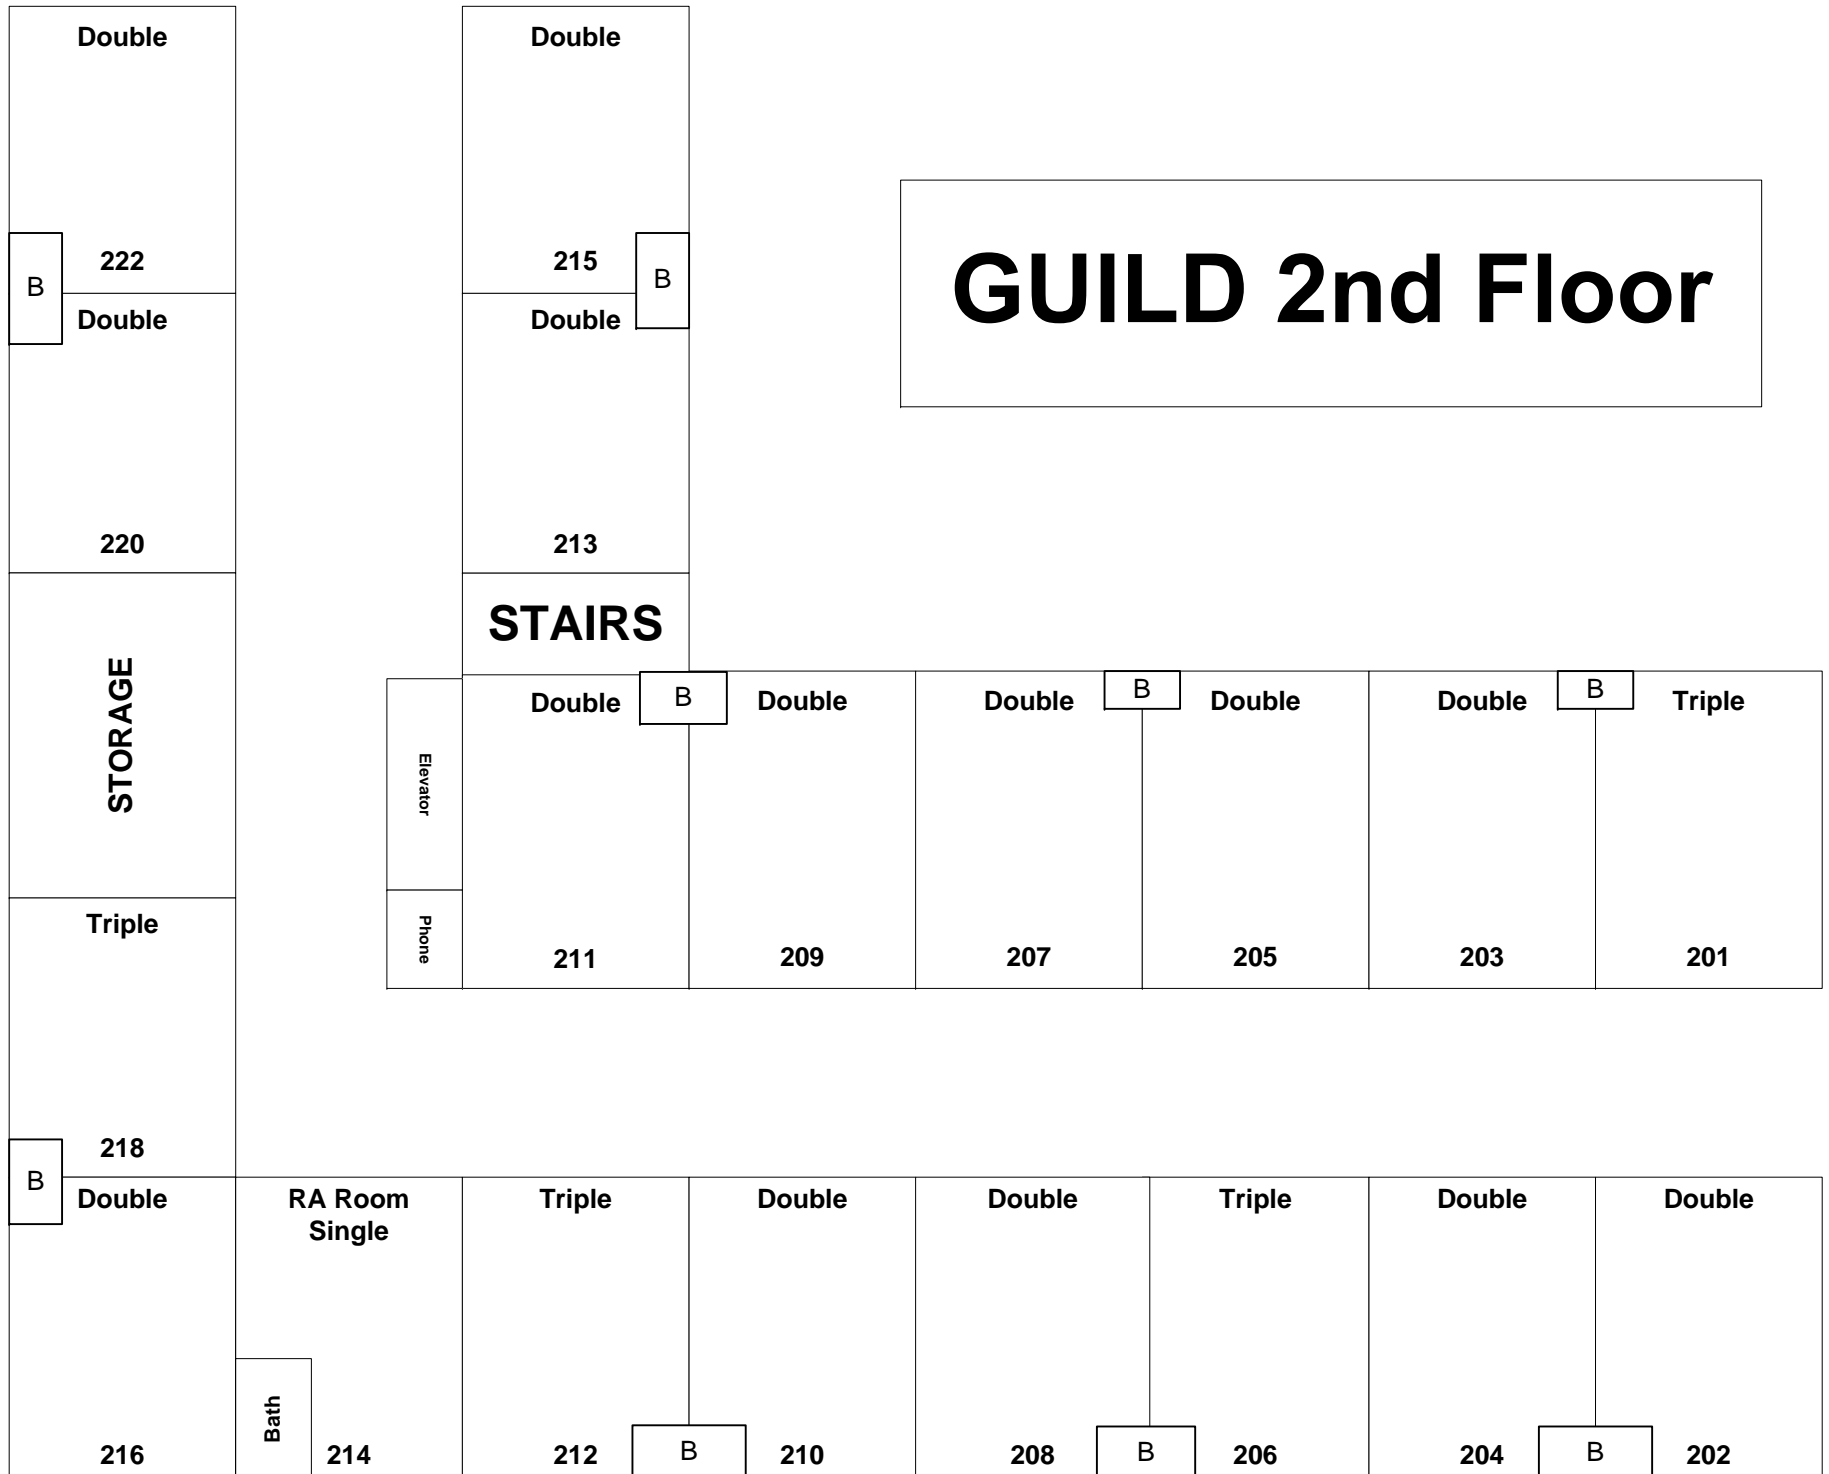 Double
Double
222
215
B
B
GUILD 2nd Floor
Double
Double
220
213
STAIRS
STORAGE
Double
B
Double
Double
B
Double
Double
B
Triple
Elevator
Phone
211
209
207
205
203
201
Triple
218
B
Double
RA Room
Single
Triple
Double
Double
Triple
Double
Double
Bath
216
214
212
B
210
208
B
206
204
B
202